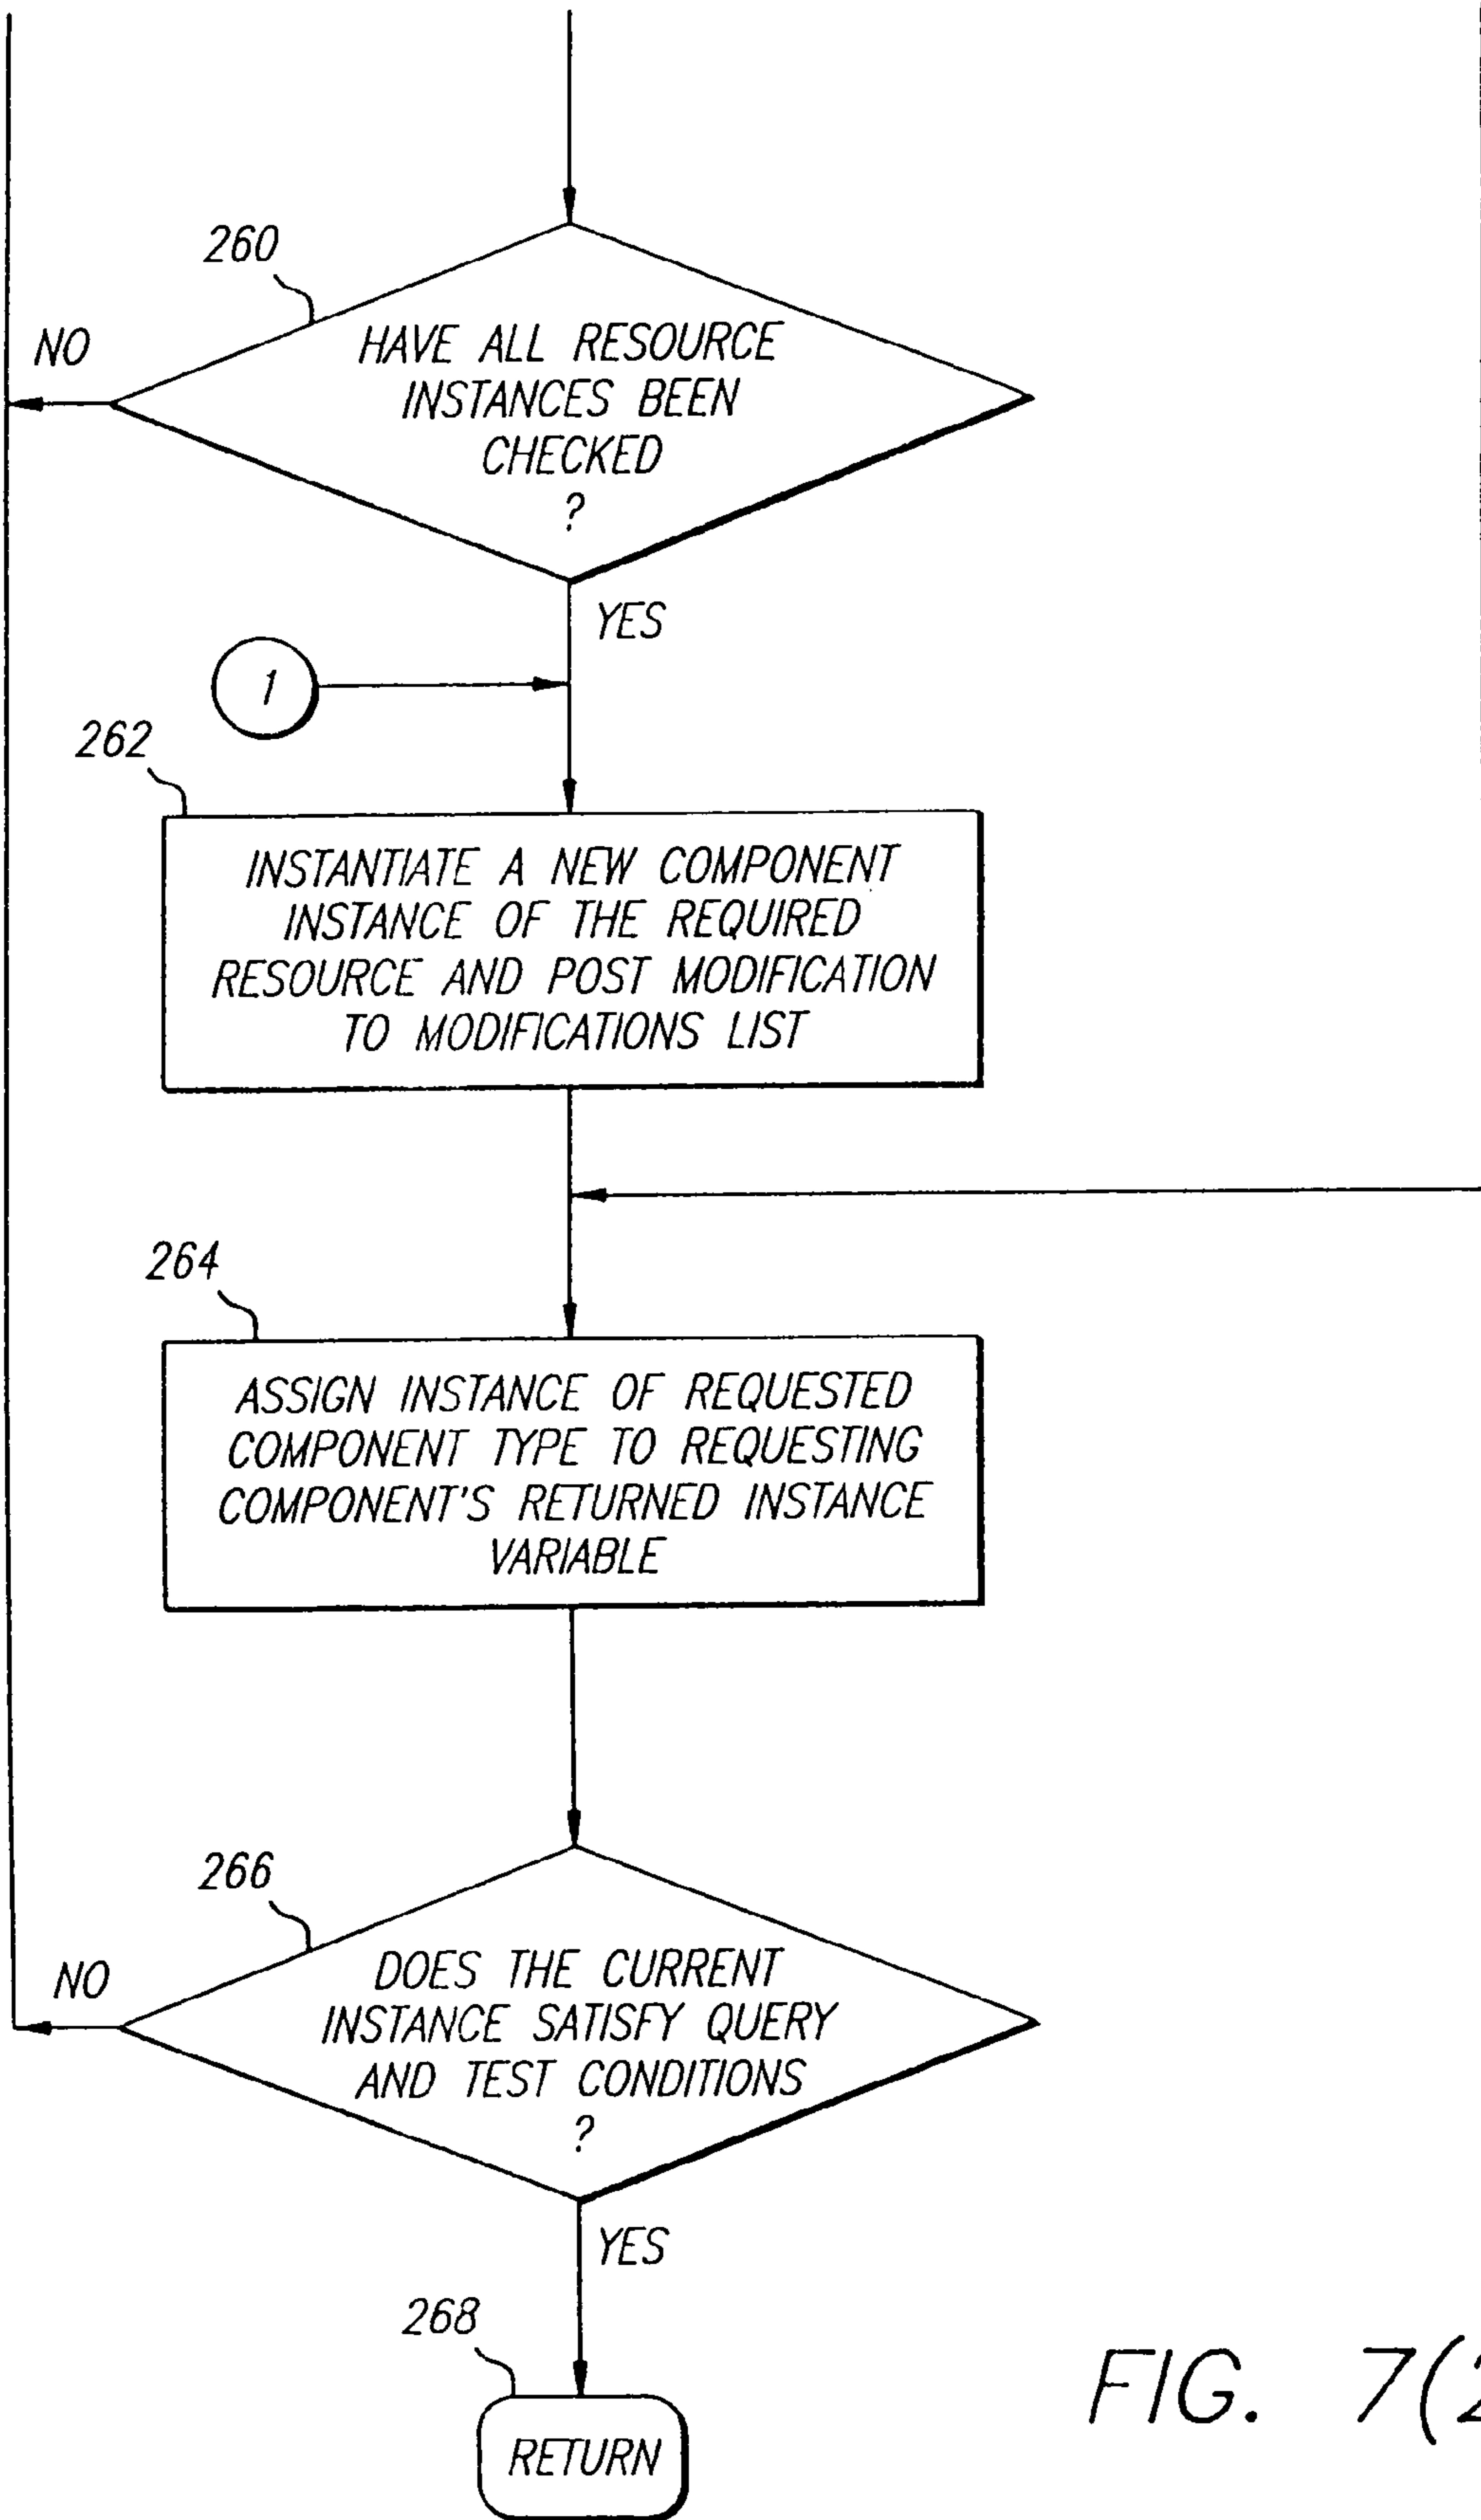 260
NO
HAVE ALL RESOURCE
INSTANCES BEEN
CHECKED
?
YES
1
262
INSTANTIATE A NEW COMPONENT
INSTANCE OF THE REQUIRED
RESOURCE AND POST MODIFICATION
TO MODIFICATIONS LIST
264
ASSIGN INSTANCE OF REQUESTED
COMPONENT TYPE TO REQUESTING
COMPONENT'S RETURNED INSTANCE
VARIABLE
266
NO
DOES THE CURRENT
INSTANCE SATISFY QUERY
AND TEST CONDITIONS
?
YES
268
RETURN
FIG. 7(2